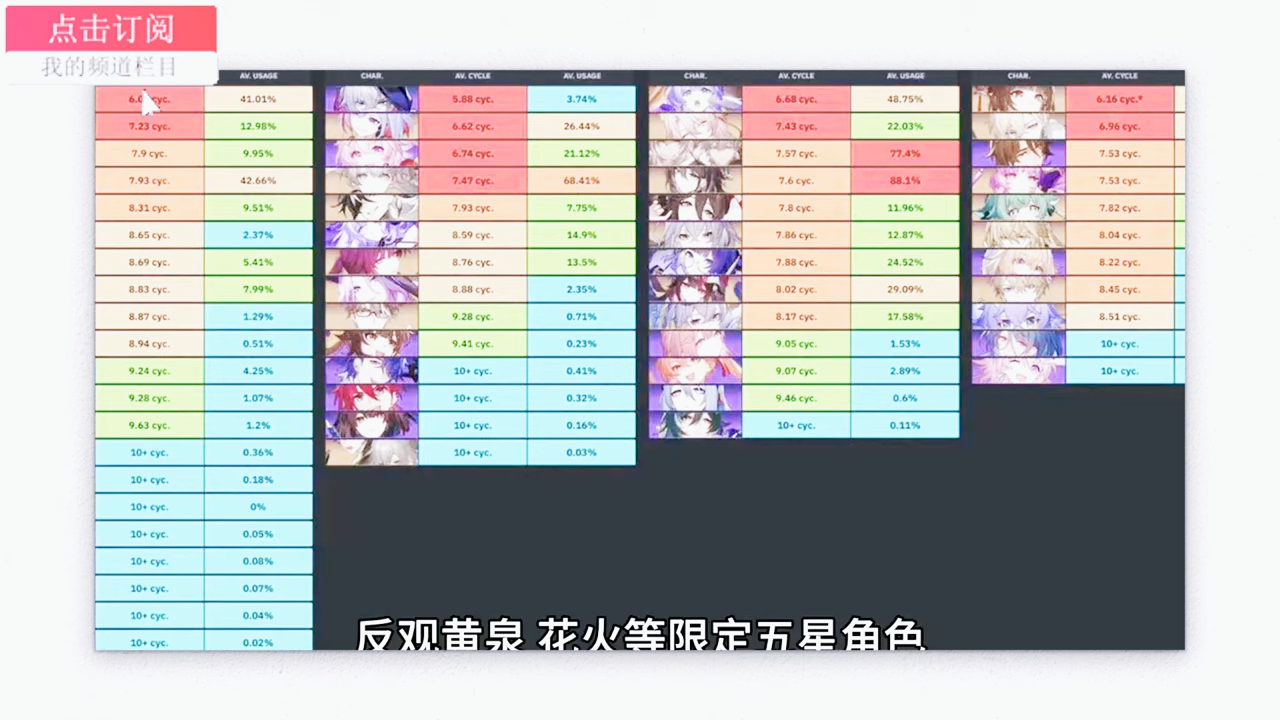 点击订阅
我的频道栏目
AV. USAGE CHAR. AV. CYCLE AV. USAGE CHAR. AV. CYCLE AV. USAGE CHAR. AV. CYCLE
cyc. 41.01% 5.88 cyc. 3.74% 6.68 cyc. 48.75% 6.16 cyc.*
7.23 cyc. 12.98% 6.62 cyc. 26.44% 7.43 cyc. 22.03% 6.96 cyc.
7.9 cyc. 9.95% 6.74 cyc. 21.12% 7.57 cyc. 77.4% 7.53 cyc.
7.93 cyc. 42.66% 7.47 cyc. 68.41% 7.6 cyc. 88.1% 7.53 cyc.
8.31 cyc. 9.51% 7.93 cyc. 7.75% 7.8 cyc. 11.96% 7.82 cyc.
8.65 cyc. 2.37% 8.59 cyc. 14.9% 7.86 cyc. 12.87% 8.04 cyc.
8.69 cyc. 5.41% 8.76 cyc. 13.5% 7.88 cyc. 24.52% 8.22 cyc.
8.83 cyc. 7.99% 8.88 cyc. 2.35% 8.02 cyc. 29.09% 8.45 cyc.
8.87 cyc. 1.29% 9.28 cyc. 0.71% 8.17 cyc. 17.58% 8.51 cyc.
8.94 cyc. 0.51% 9.41 cyc. 0.23% 9.05 cyc. 1.53% 10+ cyc.
9.24 cyc. 4.25% 10+ cyc. 0.41% 9.07 cyc. 2.89% 10+ cyc.
9.28 cyc. 1.07% 10+ cyc. 0.32% 9.46 cyc. 0.6%
9.63 cyc. 1.2% 10+ cyc. 0.16% 10+ cyc. 0.11%
10+ cyc. 0.36% 10+ cyc. 0.03%
10+ cyc. 0.18%
10+ cyc. 0%
10+ cyc. 0.05%
10+ cyc. 0.08%
10+ cyc. 0.07%
10+ cyc. 0.04%
10+ cyc. 0.02%
反观黄泉 花火等限定五星角色